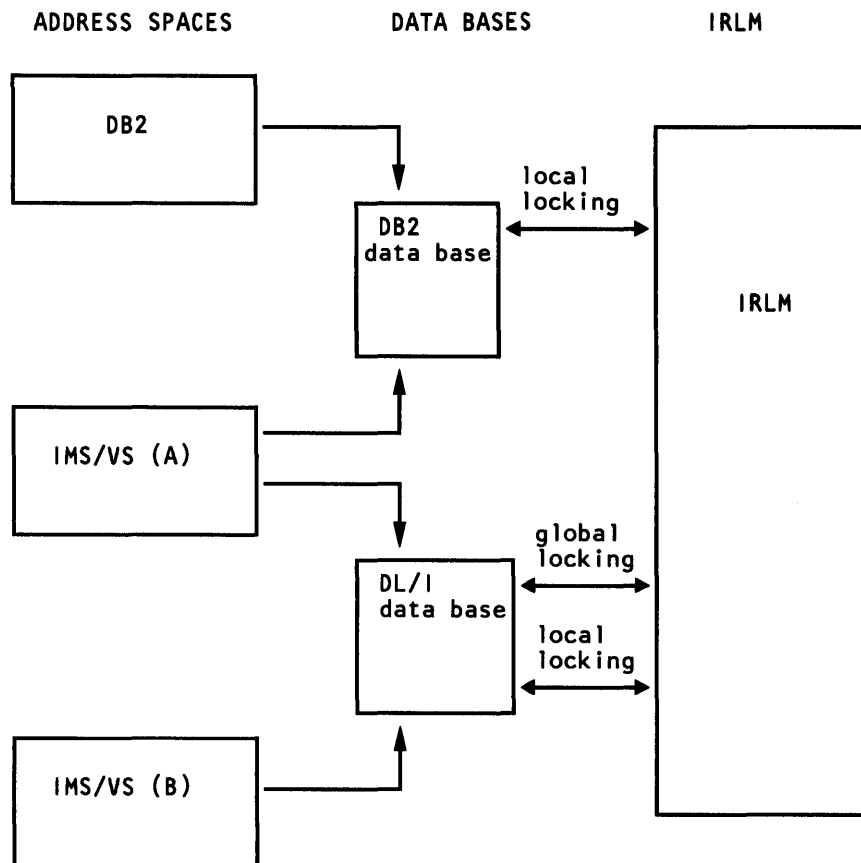 ADDRESS SPACES DATA BASES IRLM
DB2
local
locking
DB2
data base
IRLM
IMS/VS (A)
global
locking
DL/I
data base
local
locking
IMS/VS (B)